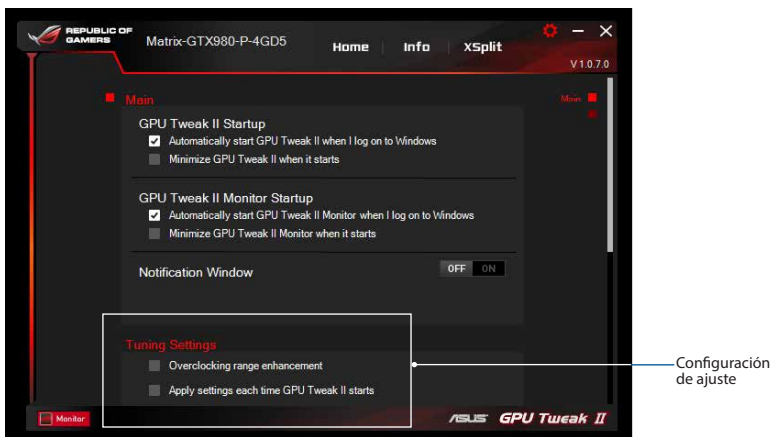 REPUBLIC OF
GAMERS
Matrix-GTX980-P-4GD5
Home
Info
XSplit
V 1.0.7.0
Main
Main
GPU Tweak II Startup
Automatically start GPU Tweak II when I log on to Windows
Minimize GPU Tweak II when it starts
GPU Tweak II Monitor Startup
Automatically start GPU Tweak II Monitor when I log on to Windows
Minimize GPU Tweak II Monitor when it starts
Notification Window
OFF ON
Tuning Settings
Overclocking range enhancement
Apply settings each time GPU Tweak II starts
Configuración
de ajuste
Monitor
ASUS GPU Tweak II